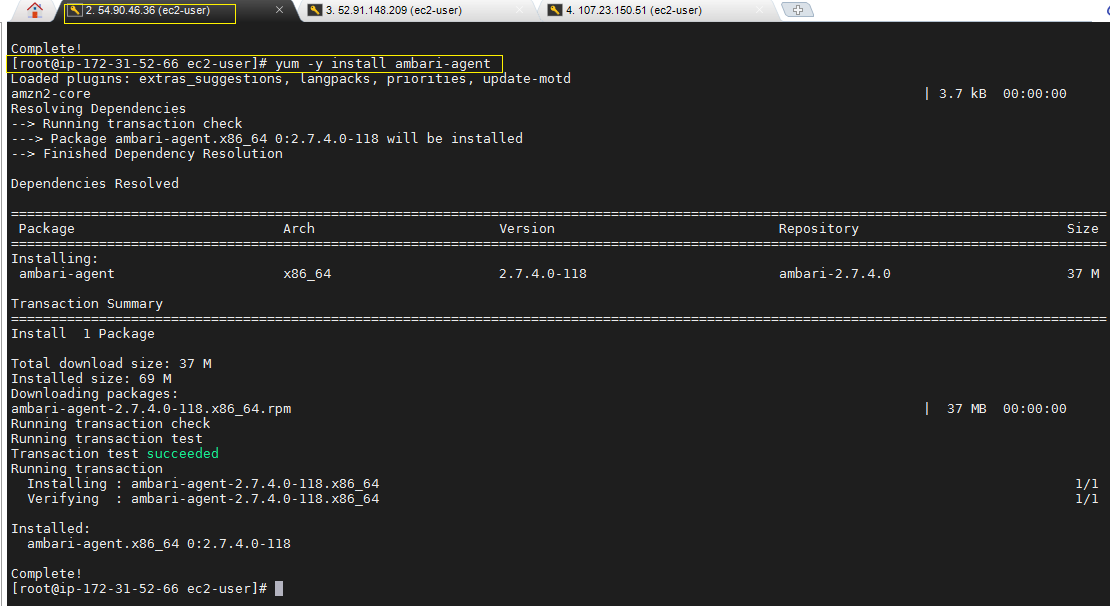 2. 54.90.46.36 (ec2-user)
3. 52.91.148.209 (ec2-user)
4. 107.23.150.51 (ec2-user)
Complete!
[root@ip-172-31-52-66 ec2-user]# yum -y install ambari-agent
Loaded plugins: extras_suggestions, langpacks, priorities, update-motd
amzn2-core | 3.7 kB 00:00:00
Resolving Dependencies
--> Running transaction check
---> Package ambari-agent.x86_64 0:2.7.4.0-118 will be installed
--> Finished Dependency Resolution
Dependencies Resolved
================================================================================
Package Arch Version Repository Size
================================================================================
Installing:
ambari-agent x86_64 2.7.4.0-118 ambari-2.7.4.0 37 M
Transaction Summary
================================================================================
Install 1 Package
Total download size: 37 M
Installed size: 69 M
Downloading packages:
ambari-agent-2.7.4.0-118.x86_64.rpm | 37 MB 00:00:00
Running transaction check
Running transaction test
Transaction test succeeded
Running transaction
Installing : ambari-agent-2.7.4.0-118.x86_64 1/1
Verifying : ambari-agent-2.7.4.0-118.x86_64 1/1
Installed:
ambari-agent.x86_64 0:2.7.4.0-118
Complete!
[root@ip-172-31-52-66 ec2-user]#